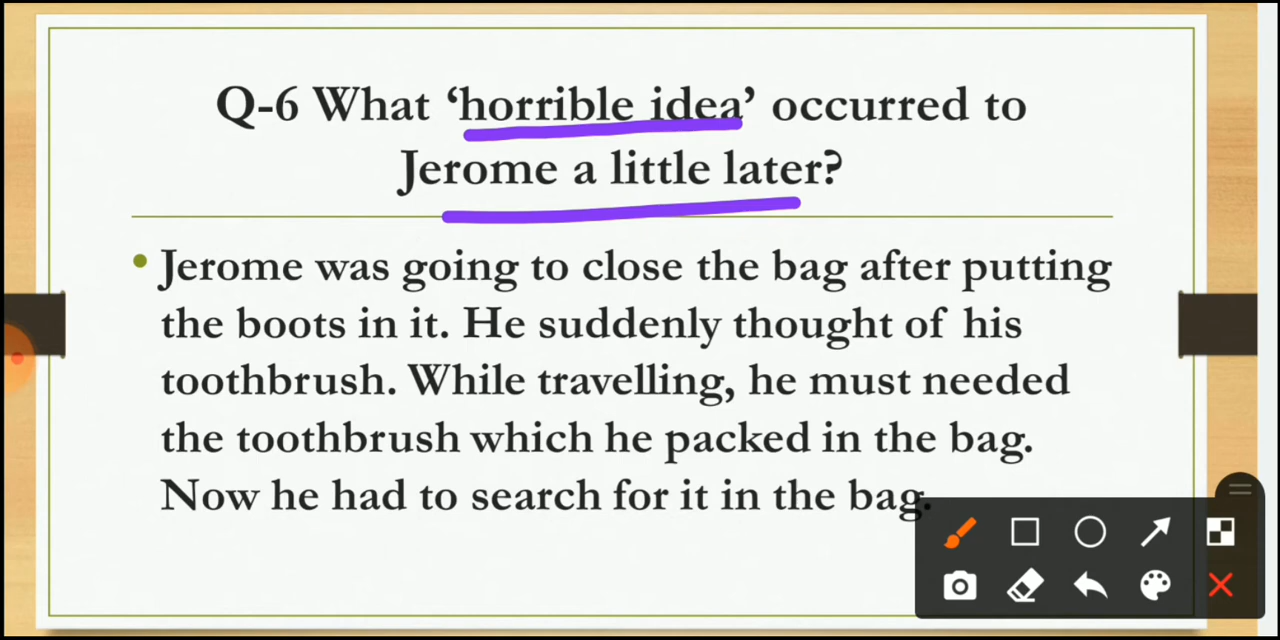 Q-6 What ‘horrible idea’ occurred to
Jerome a little later?
• Jerome was going to close the bag after putting
the boots in it. He suddenly thought of his
toothbrush. While travelling, he must needed
the toothbrush which he packed in the bag.
Now he had to search for it in the bag.